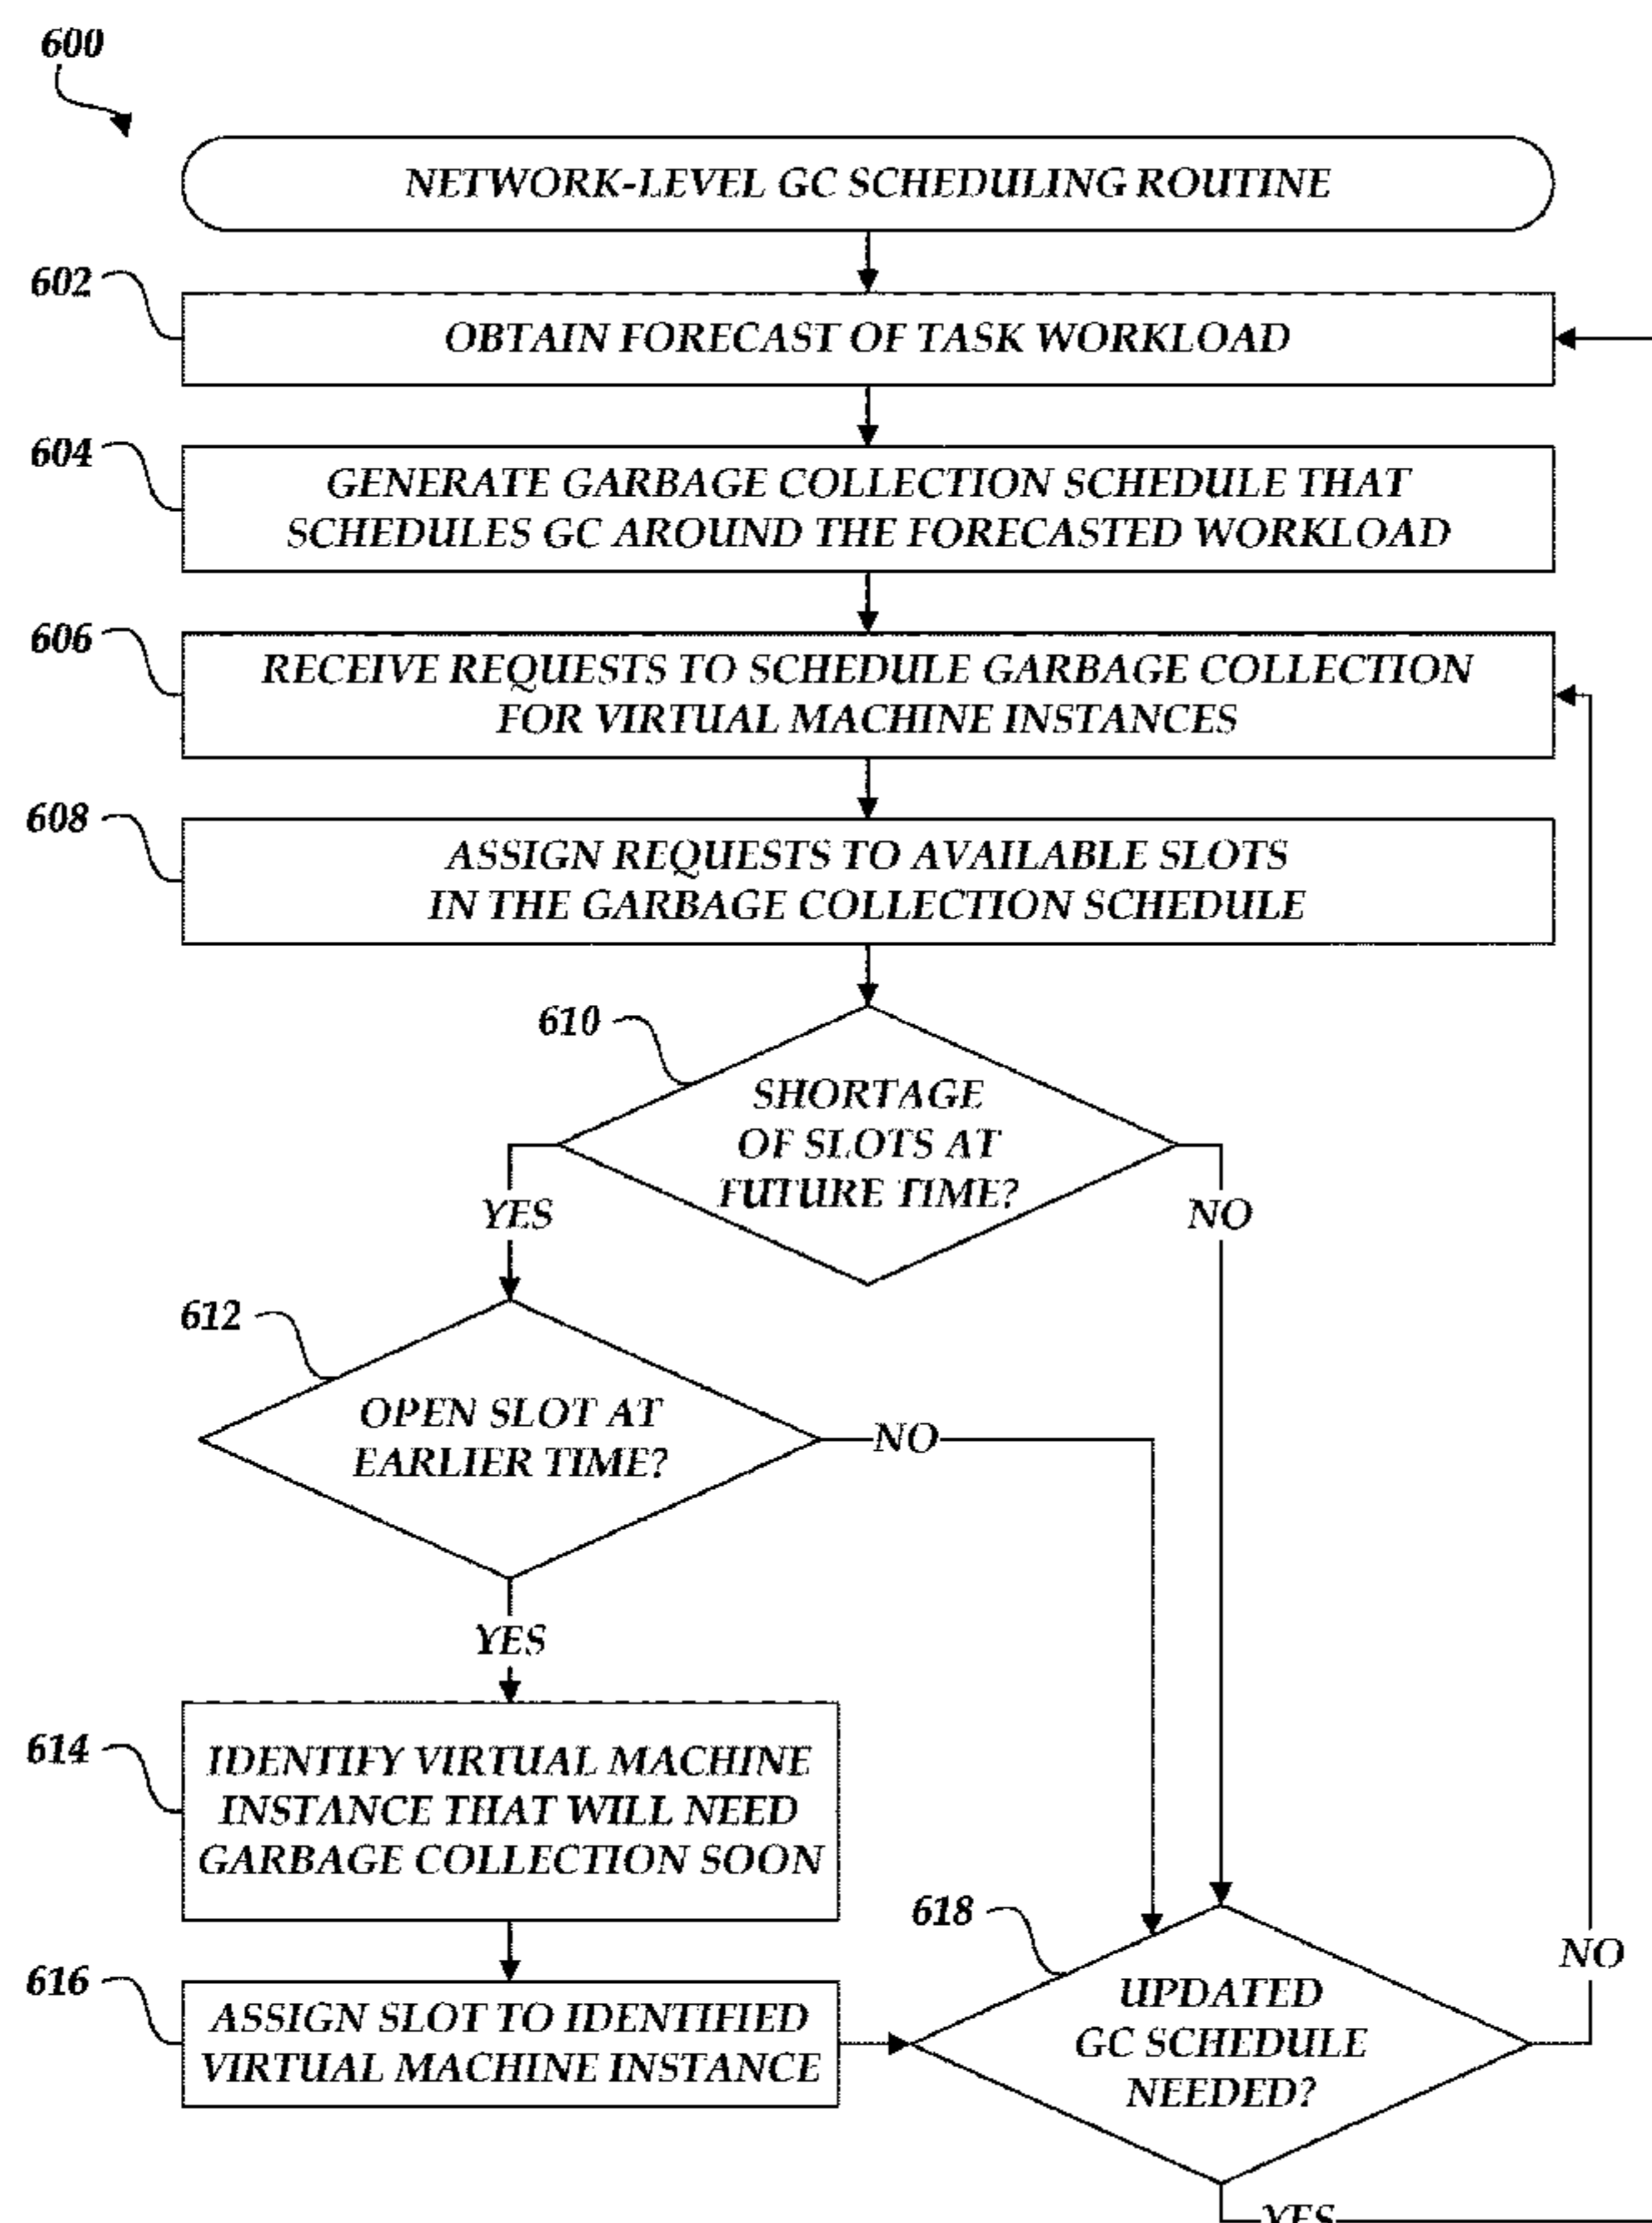 600
NETWORK-LEVEL GC SCHEDULING ROUTINE
602
OBTAIN FORECAST OF TASK WORKLOAD
604
GENERATE GARBAGE COLLECTION SCHEDULE THAT
SCHEDULES GC AROUND THE FORECASTED WORKLOAD
606
RECEIVE REQUESTS TO SCHEDULE GARBAGE COLLECTION
FOR VIRTUAL MACHINE INSTANCES
608
ASSIGN REQUESTS TO AVAILABLE SLOTS
IN THE GARBAGE COLLECTION SCHEDULE
610
SHORTAGE
OF SLOTS AT
FUTURE TIME?
YES
NO
612
OPEN SLOT AT
EARLIER TIME?
NO
YES
614
IDENTIFY VIRTUAL MACHINE
INSTANCE THAT WILL NEED
GARBAGE COLLECTION SOON
616
ASSIGN SLOT TO IDENTIFIED
VIRTUAL MACHINE INSTANCE
618
UPDATED
GC SCHEDULE
NEEDED?
NO
YES